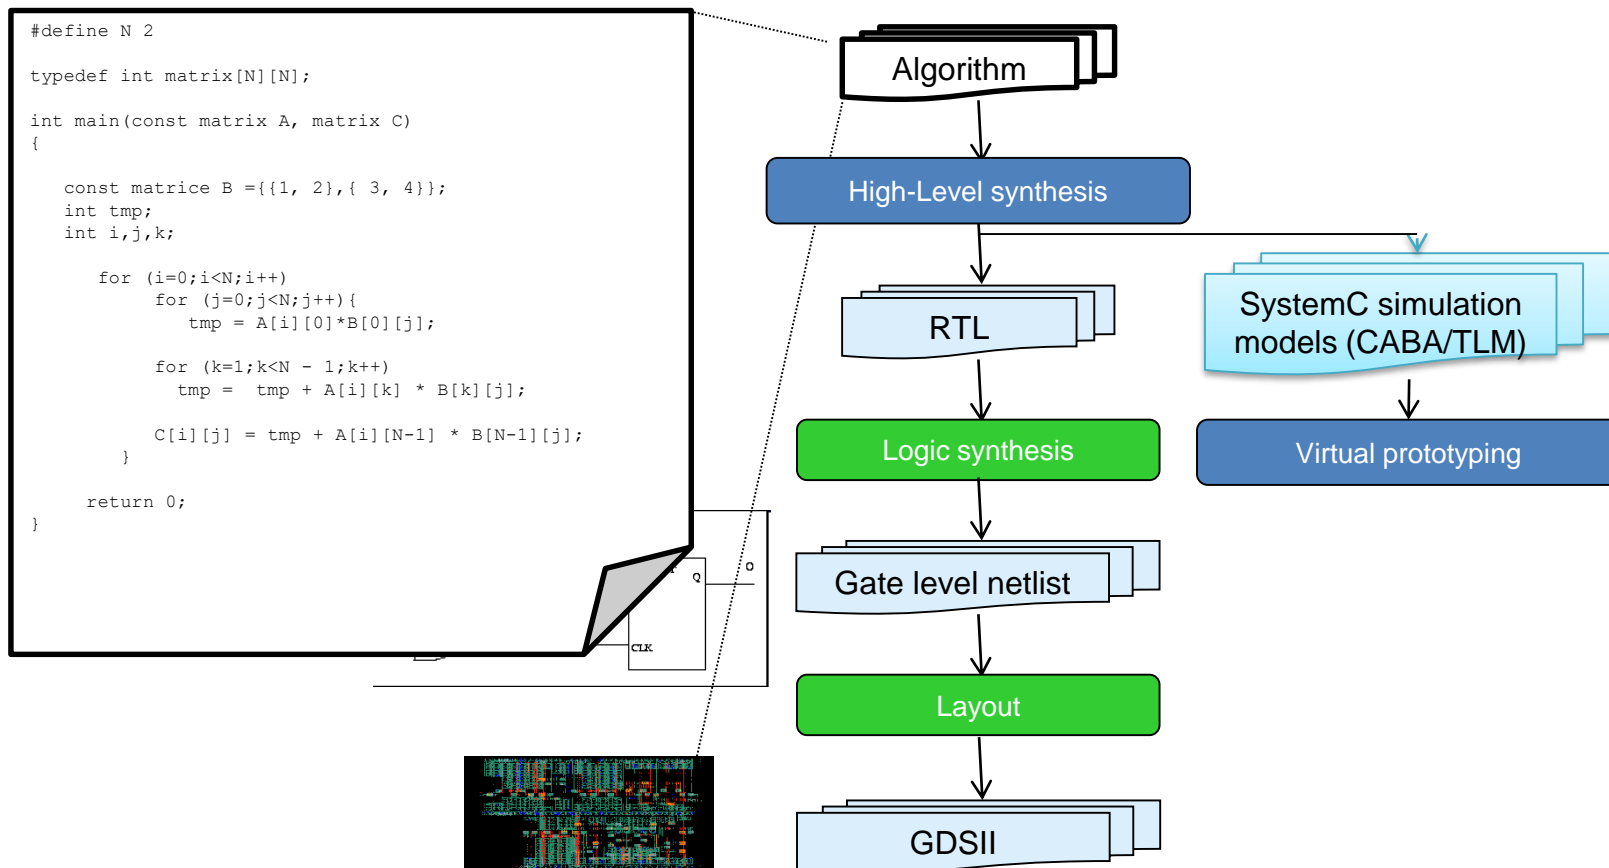 #define N 2
typedef int matrix[N][N];
int main(const matrix A, matrix C)
{
const matrice B ={{1, 2},{ 3, 4}};
int tmp;
int i,j,k;
for (i=0;i<N;i++)
for (j=0;j<N;j++){
tmp = A[i][0]*B[0][j];
for (k=1;k<N - 1;k++)
tmp =  tmp + A[i][k] * B[k][j];
C[i][j] = tmp + A[i][N-1] * B[N-1][j];
}
return 0;
}
Q
O
CLK
Algorithm
High-Level synthesis
RTL
SystemC simulation
models (CABA/TLM)
Logic synthesis
Virtual prototyping
Gate level netlist
Layout
GDSII